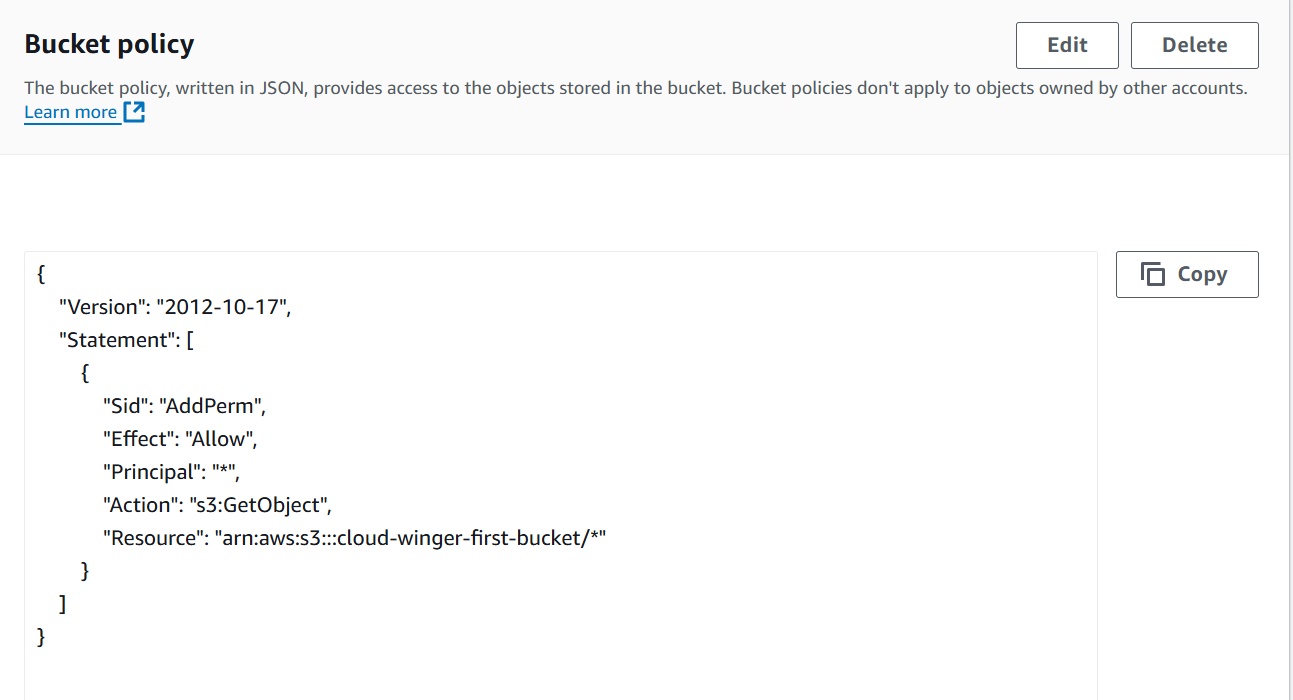 Bucket policy
Edit
Delete
The bucket policy, written in JSON, provides access to the objects stored in the bucket. Bucket policies don't apply to objects owned by other accounts.
Learn more
Copy
{
"Version": "2012-10-17",
"Statement": [
{
"Sid": "AddPerm",
"Effect": "Allow",
"Principal": "*",
"Action": "s3:GetObject",
"Resource": "arn:aws:s3:::cloud-winger-first-bucket/*"
}
]
}